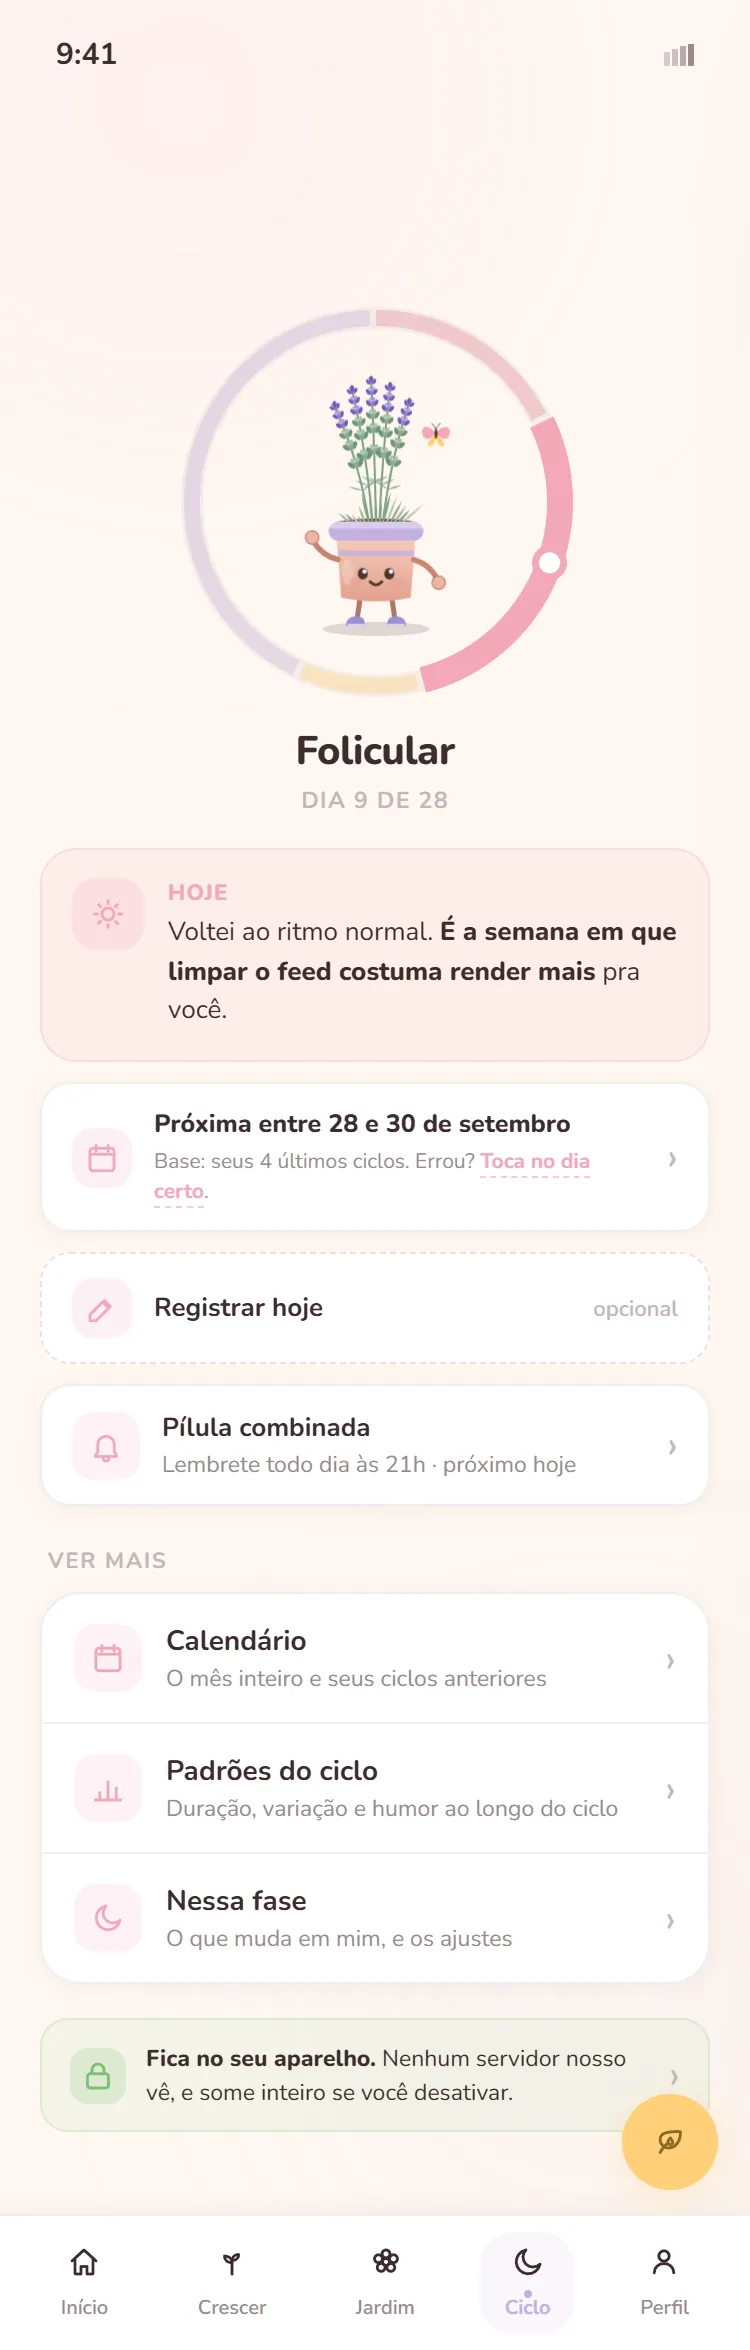 9:41
Folicular
DIA 9 DE 28
HOJE
Voltei ao ritmo normal. É a semana em que
limpar o feed costuma render mais pra
você.
Próxima entre 28 e 30 de setembro
Base: seus 4 últimos ciclos. Errou? Toca no dia
certo.
Registrar hoje
opcional
Pílula combinada
Lembrete todo dia às 21h · próximo hoje
VER MAIS
Calendário
O mês inteiro e seus ciclos anteriores
Padrões do ciclo
Duração, variação e humor ao longo do ciclo
Nessa fase
O que muda em mim, e os ajustes
Fica no seu aparelho. Nenhum servidor nosso
vê, e some inteiro se você desativar.
Início
Crescer
Jardim
Ciclo
Perfil